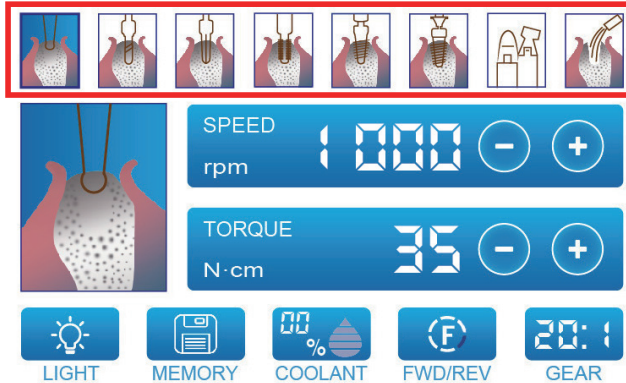 SPEED
rpm
1000
-
+
TORQUE
N·cm
35
-
+
00
%
F
20:1
LIGHT
MEMORY
COOLANT
FWD/REV
GEAR